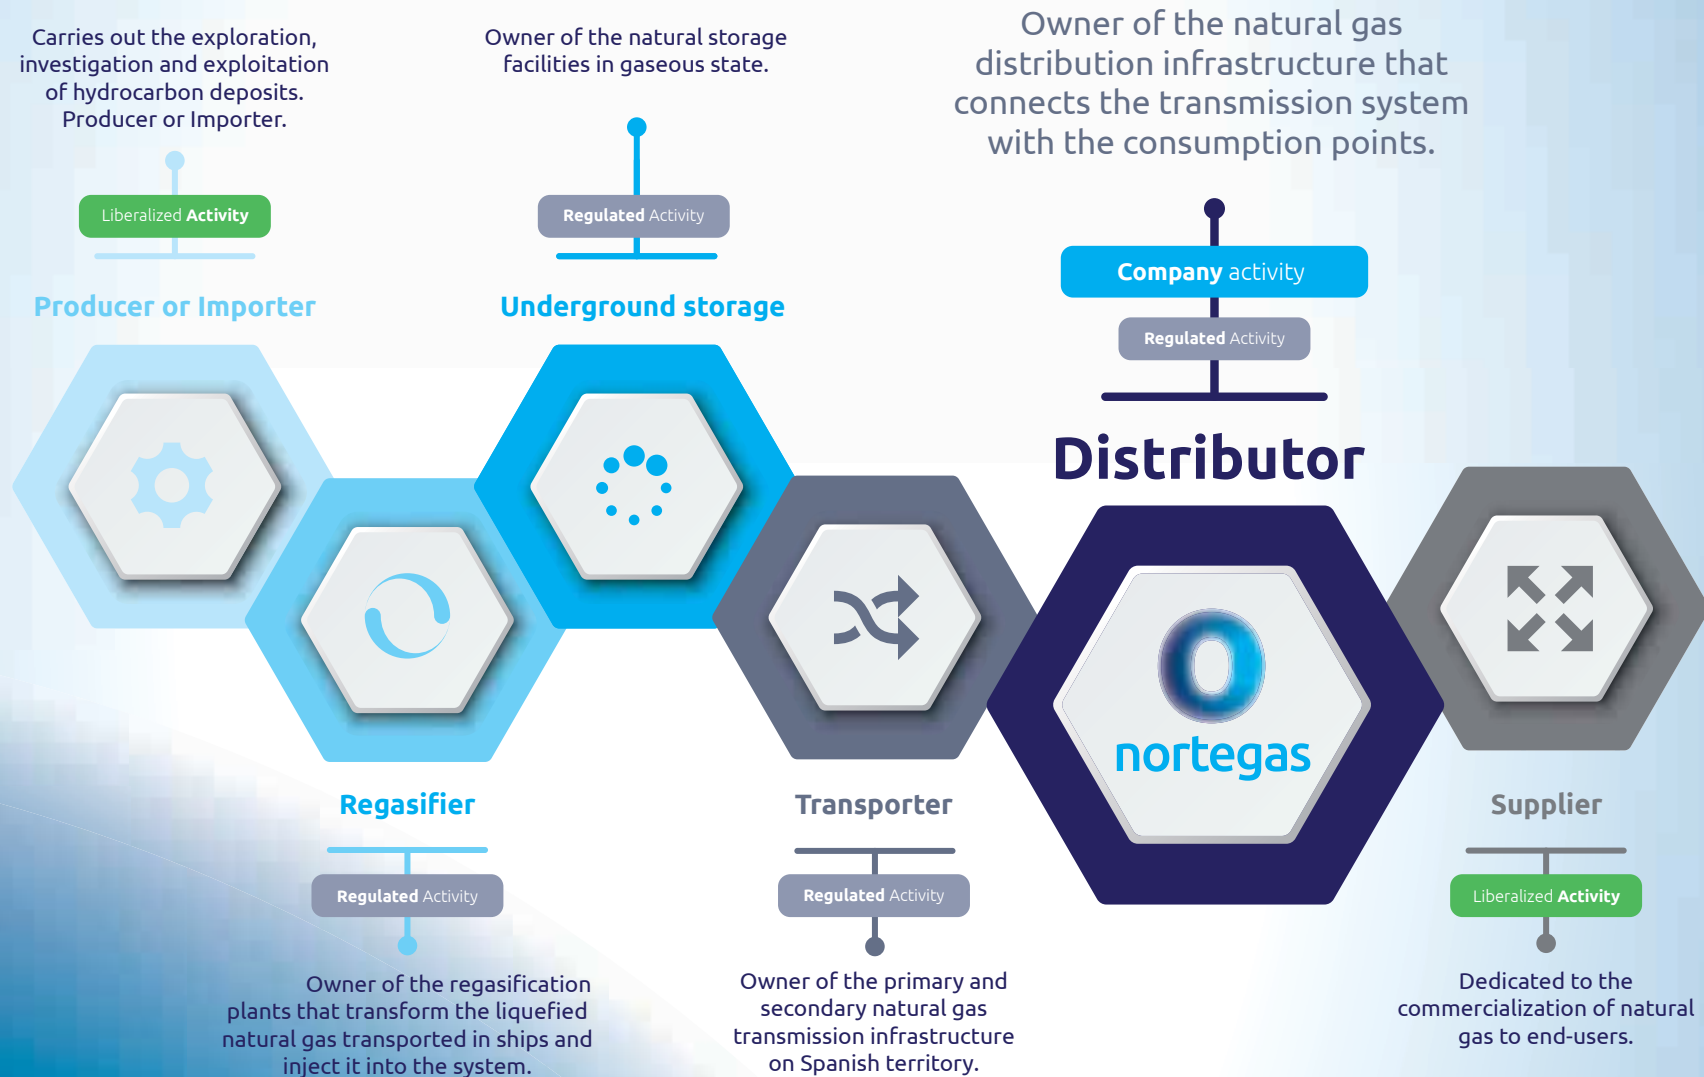 Carries out the exploration,
investigation and exploitation
of hydrocarbon deposits.
Producer or Importer.
Liberalized Activity
Producer or Importer
Owner of the natural storage
facilities in gaseous state.
Regulated Activity
Underground storage
Owner of the natural gas
distribution infrastructure that
connects the transmission system
with the consumption points.
Company activity
Regulated Activity
Distributor
nortegas
Regasifier
Regulated Activity
Owner of the regasification
plants that transform the liquefied
natural gas transported in ships and
inject it into the system.
Transporter
Regulated Activity
Owner of the primary and
secondary natural gas
transmission infrastructure
on Spanish territory.
Supplier
Liberalized Activity
Dedicated to the
commercialization of natural
gas to end-users.